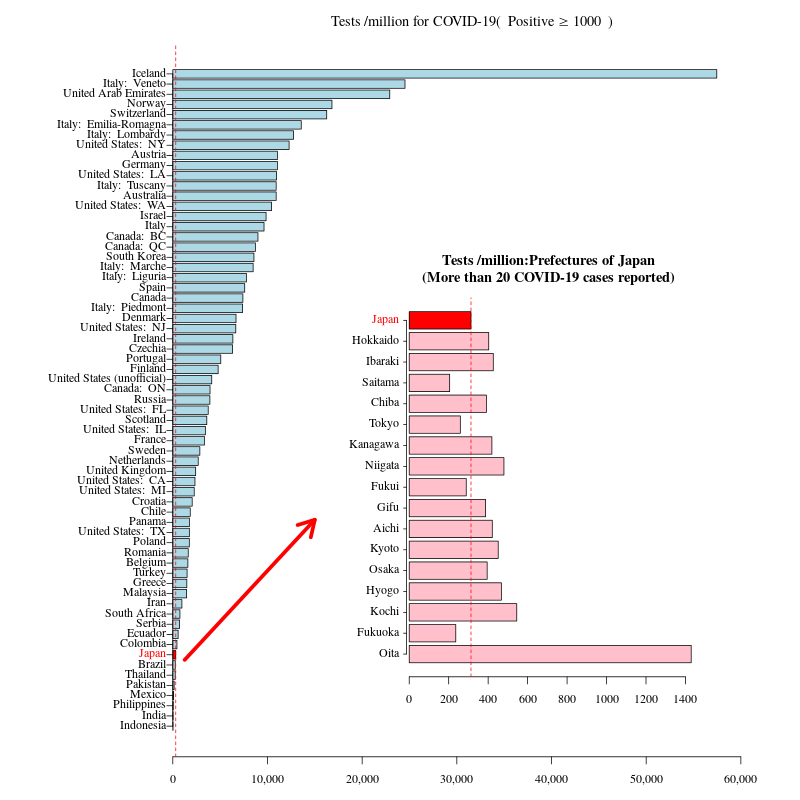 Tests /million for COVID-19(  Positive ≥ 1000  )
Iceland
Italy:  Veneto
United Arab Emirates
Norway
Switzerland
Italy:  Emilia-Romagna
Italy:  Lombardy
United States:  NY
Austria
Germany
United States:  LA
Italy:  Tuscany
Australia
United States:  WA
Israel
Italy
Canada:  BC
Canada:  QC
South Korea
Italy:  Marche
Italy:  Liguria
Spain
Canada
Italy:  Piedmont
Denmark
United States:  NJ
Ireland
Czechia
Portugal
Finland
United States (unofficial)
Canada:  ON
Russia
United States:  FL
Scotland
United States:  IL
France
Sweden
Netherlands
United Kingdom
United States:  CA
United States:  MI
Croatia
Chile
Panama
United States:  TX
Poland
Romania
Belgium
Turkey
Greece
Malaysia
Iran
South Africa
Serbia
Ecuador
Colombia
Japan
Brazil
Thailand
Pakistan
Mexico
Philippines
India
Indonesia
0 10,000 20,000 30,000 40,000 50,000 60,000
Tests /million:Prefectures of Japan
(More than 20 COVID-19 cases reported)
Japan
Hokkaido
Ibaraki
Saitama
Chiba
Tokyo
Kanagawa
Niigata
Fukui
Gifu
Aichi
Kyoto
Osaka
Hyogo
Kochi
Fukuoka
Oita
0 200 400 600 800 1000 1200 1400